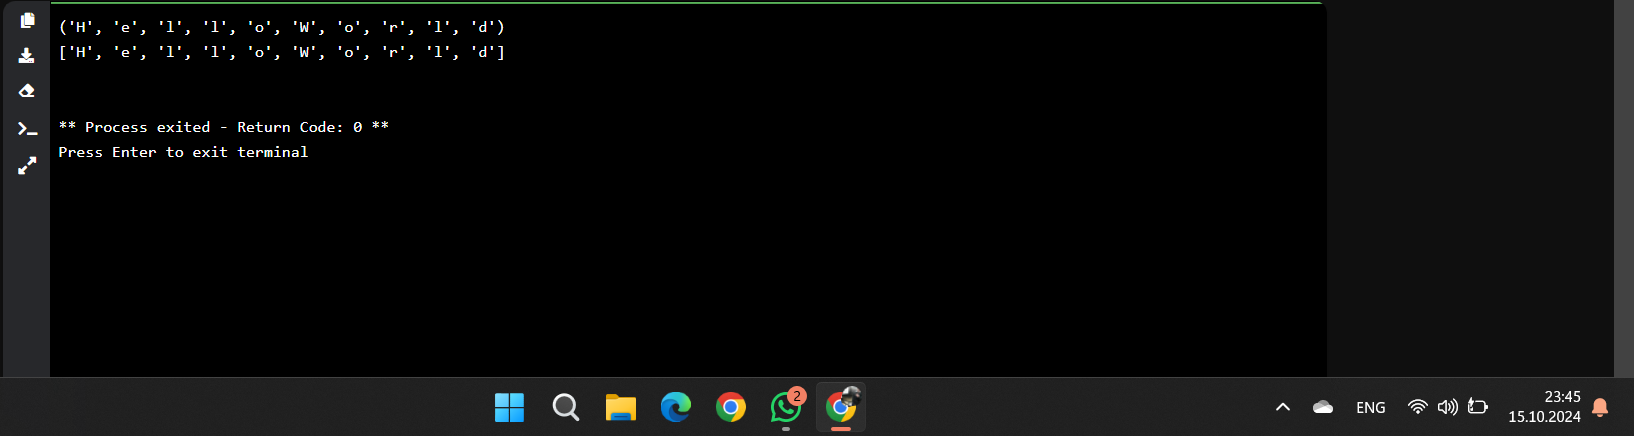 ('H', 'e', 'l', 'l', 'o', 'W', 'o', 'r', 'l', 'd')
['H', 'e', 'l', 'l', 'o', 'W', 'o', 'r', 'l', 'd']
** Process exited - Return Code: 0 **
Press Enter to exit terminal
2
ENG
23:45
15.10.2024